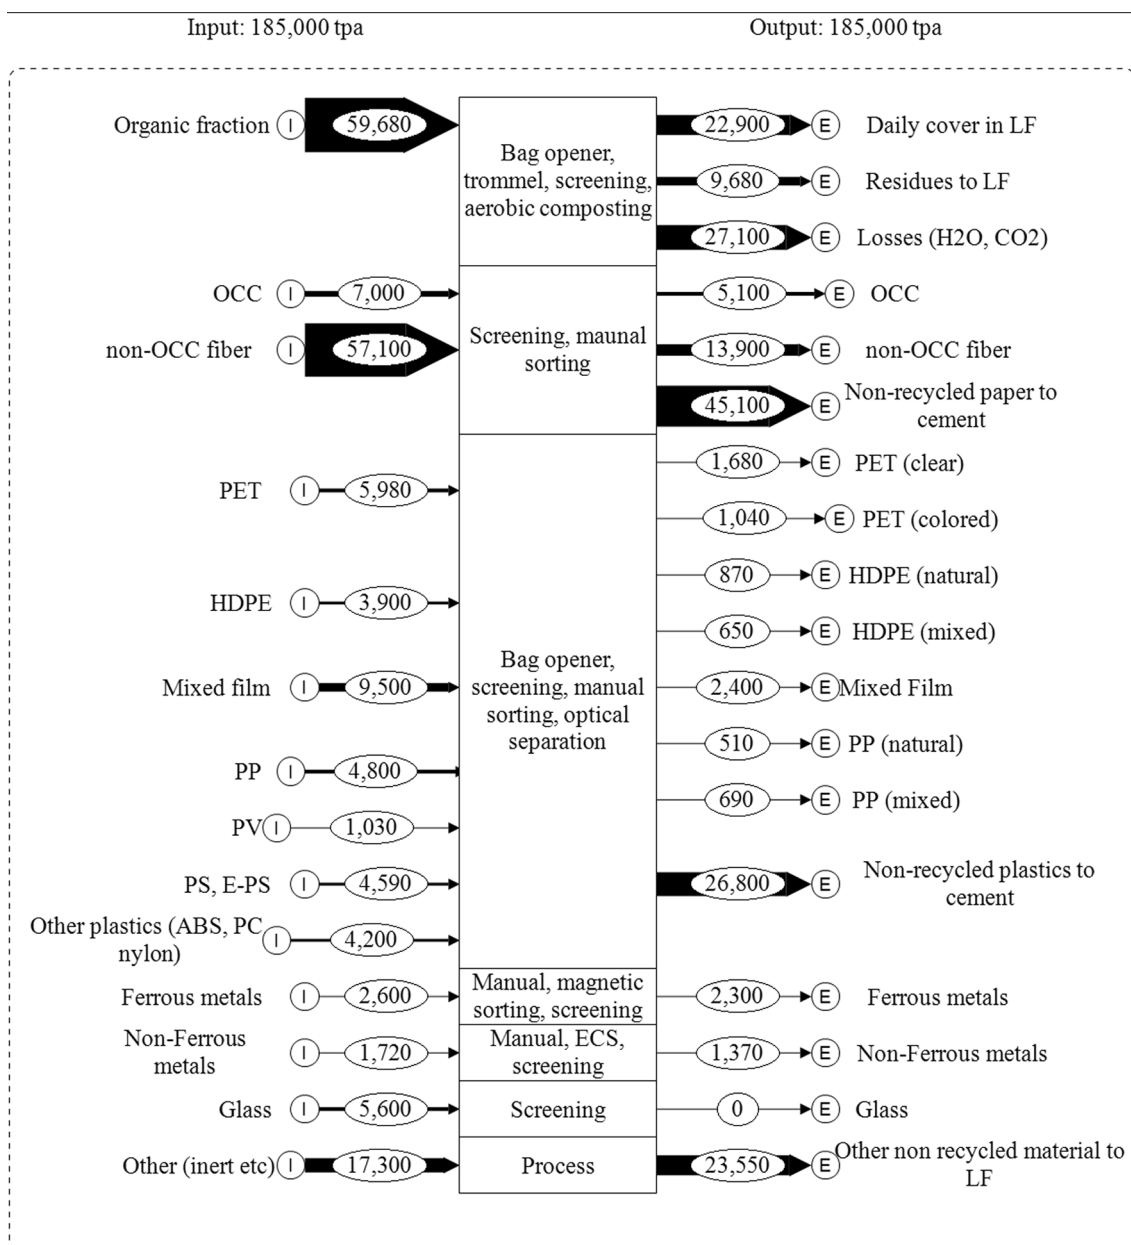 Input: 185,000 tpa
Output: 185,000 tpa
Organic fraction
I
59,680
Bag opener,
trommel, screening,
aerobic composting
22,900
E
Daily cover in LF
9,680
E
Residues to LF
27,100
E
Losses (H2O, CO2)
OCC
I
7,000
Screening, maunal
sorting
5,100
E
OCC
non-OCC fiber
I
57,100
13,900
E
non-OCC fiber
45,100
E
Non-recycled paper to
cement
PET
I
5,980
Bag opener,
screening, manual
sorting, optical
separation
1,680
E
PET (clear)
1,040
E
PET (colored)
HDPE
I
3,900
870
E
HDPE (natural)
650
E
HDPE (mixed)
Mixed film
I
9,500
2,400
E
Mixed Film
PP
I
4,800
510
E
PP (natural)
690
E
PP (mixed)
PV
I
1,030
PS, E-PS
I
4,590
26,800
E
Non-recycled plastics to
cement
Other plastics (ABS, PC
nylon)
I
4,200
Ferrous metals
I
2,600
Manual, magnetic
sorting, screening
2,300
E
Ferrous metals
Non-Ferrous
metals
I
1,720
Manual, ECS,
screening
1,370
E
Non-Ferrous metals
Glass
I
5,600
Screening
0
E
Glass
Other (inert etc)
I
17,300
Process
23,550
E
Other non recycled material to
LF